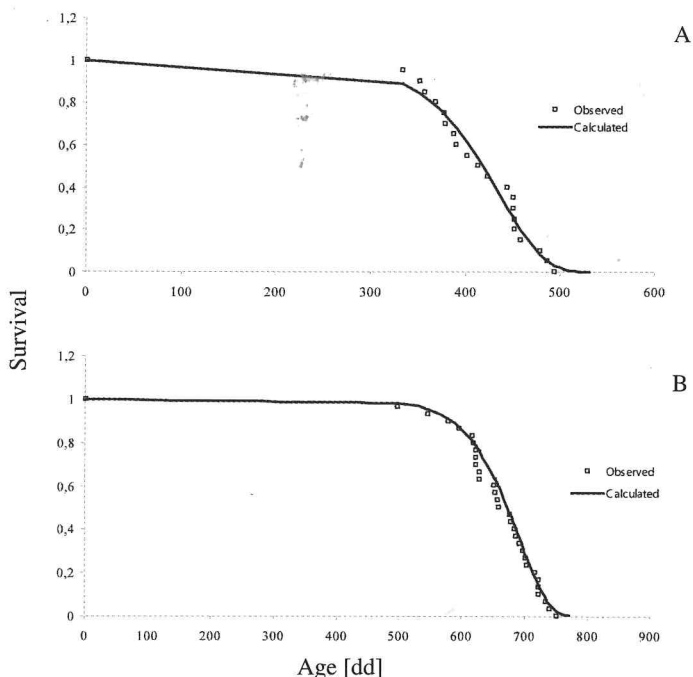 A
1,2
1
0,8
0,6
0,4
0,2
0
Observed
Calculated
0 100 200 300 400 500 600
Survival
B
1,2
1
0,8
0,6
0,4
0,2
0
Observed
Calculated
0 100 200 300 400 500 600 700 800 900
Age [dd]